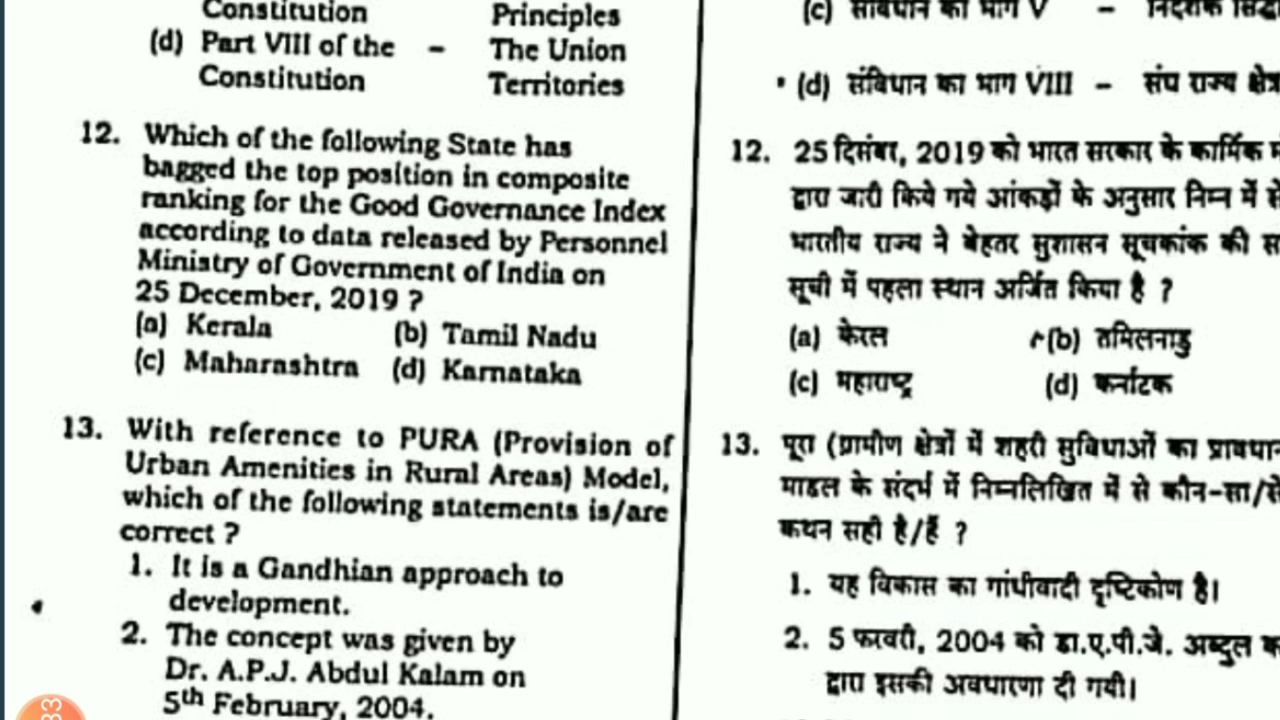 Constitution Principles
(d) Part VIII of the – The Union
Constitution Territories
12. Which of the following State has
bagged the top position in composite
ranking for the Good Governance Index
according to data released by Personnel
Ministry of Government of India on
25 December, 2019 ?
(a) Kerala (b) Tamil Nadu
(c) Maharashtra (d) Karnataka
13. With reference to PURA (Provision of
Urban Amenities in Rural Areas) Model,
which of the following statements is/are
correct ?
1. It is a Gandhian approach to
development.
2. The concept was given by
Dr. A.P.J. Abdul Kalam on
5th February, 2004.
(c) संविधान का भाग V –
(d) संविधान का भाग VIII – संघ राज्य
12. 25 दिसंबर, 2019 को भारत सरकार के कार्मिक
द्वारा जारी किये गये आंकड़ों के अनुसार निम्न में से
भारतीय राज्य ने बेहतर सुशासन सूचकांक की
सूची में पहला स्थान अर्जित किया है ?
(a) केरल (b) तमिलनाडु
(c) महाराष्ट्र (d) कर्नाटक
13. पूरा (ग्रामीण क्षेत्रों में शहरी सुविधाओं का
माडल के संदर्भ में निम्नलिखित में से कौन-सा/से
कथन सही है/हैं ?
1. यह विकास का गांधीवादी दृष्टिकोण है।
2. 5 फरवरी, 2004 को डा.ए.पी.जे. अब्दुल
द्वारा इसकी अवधारणा दी गयी।